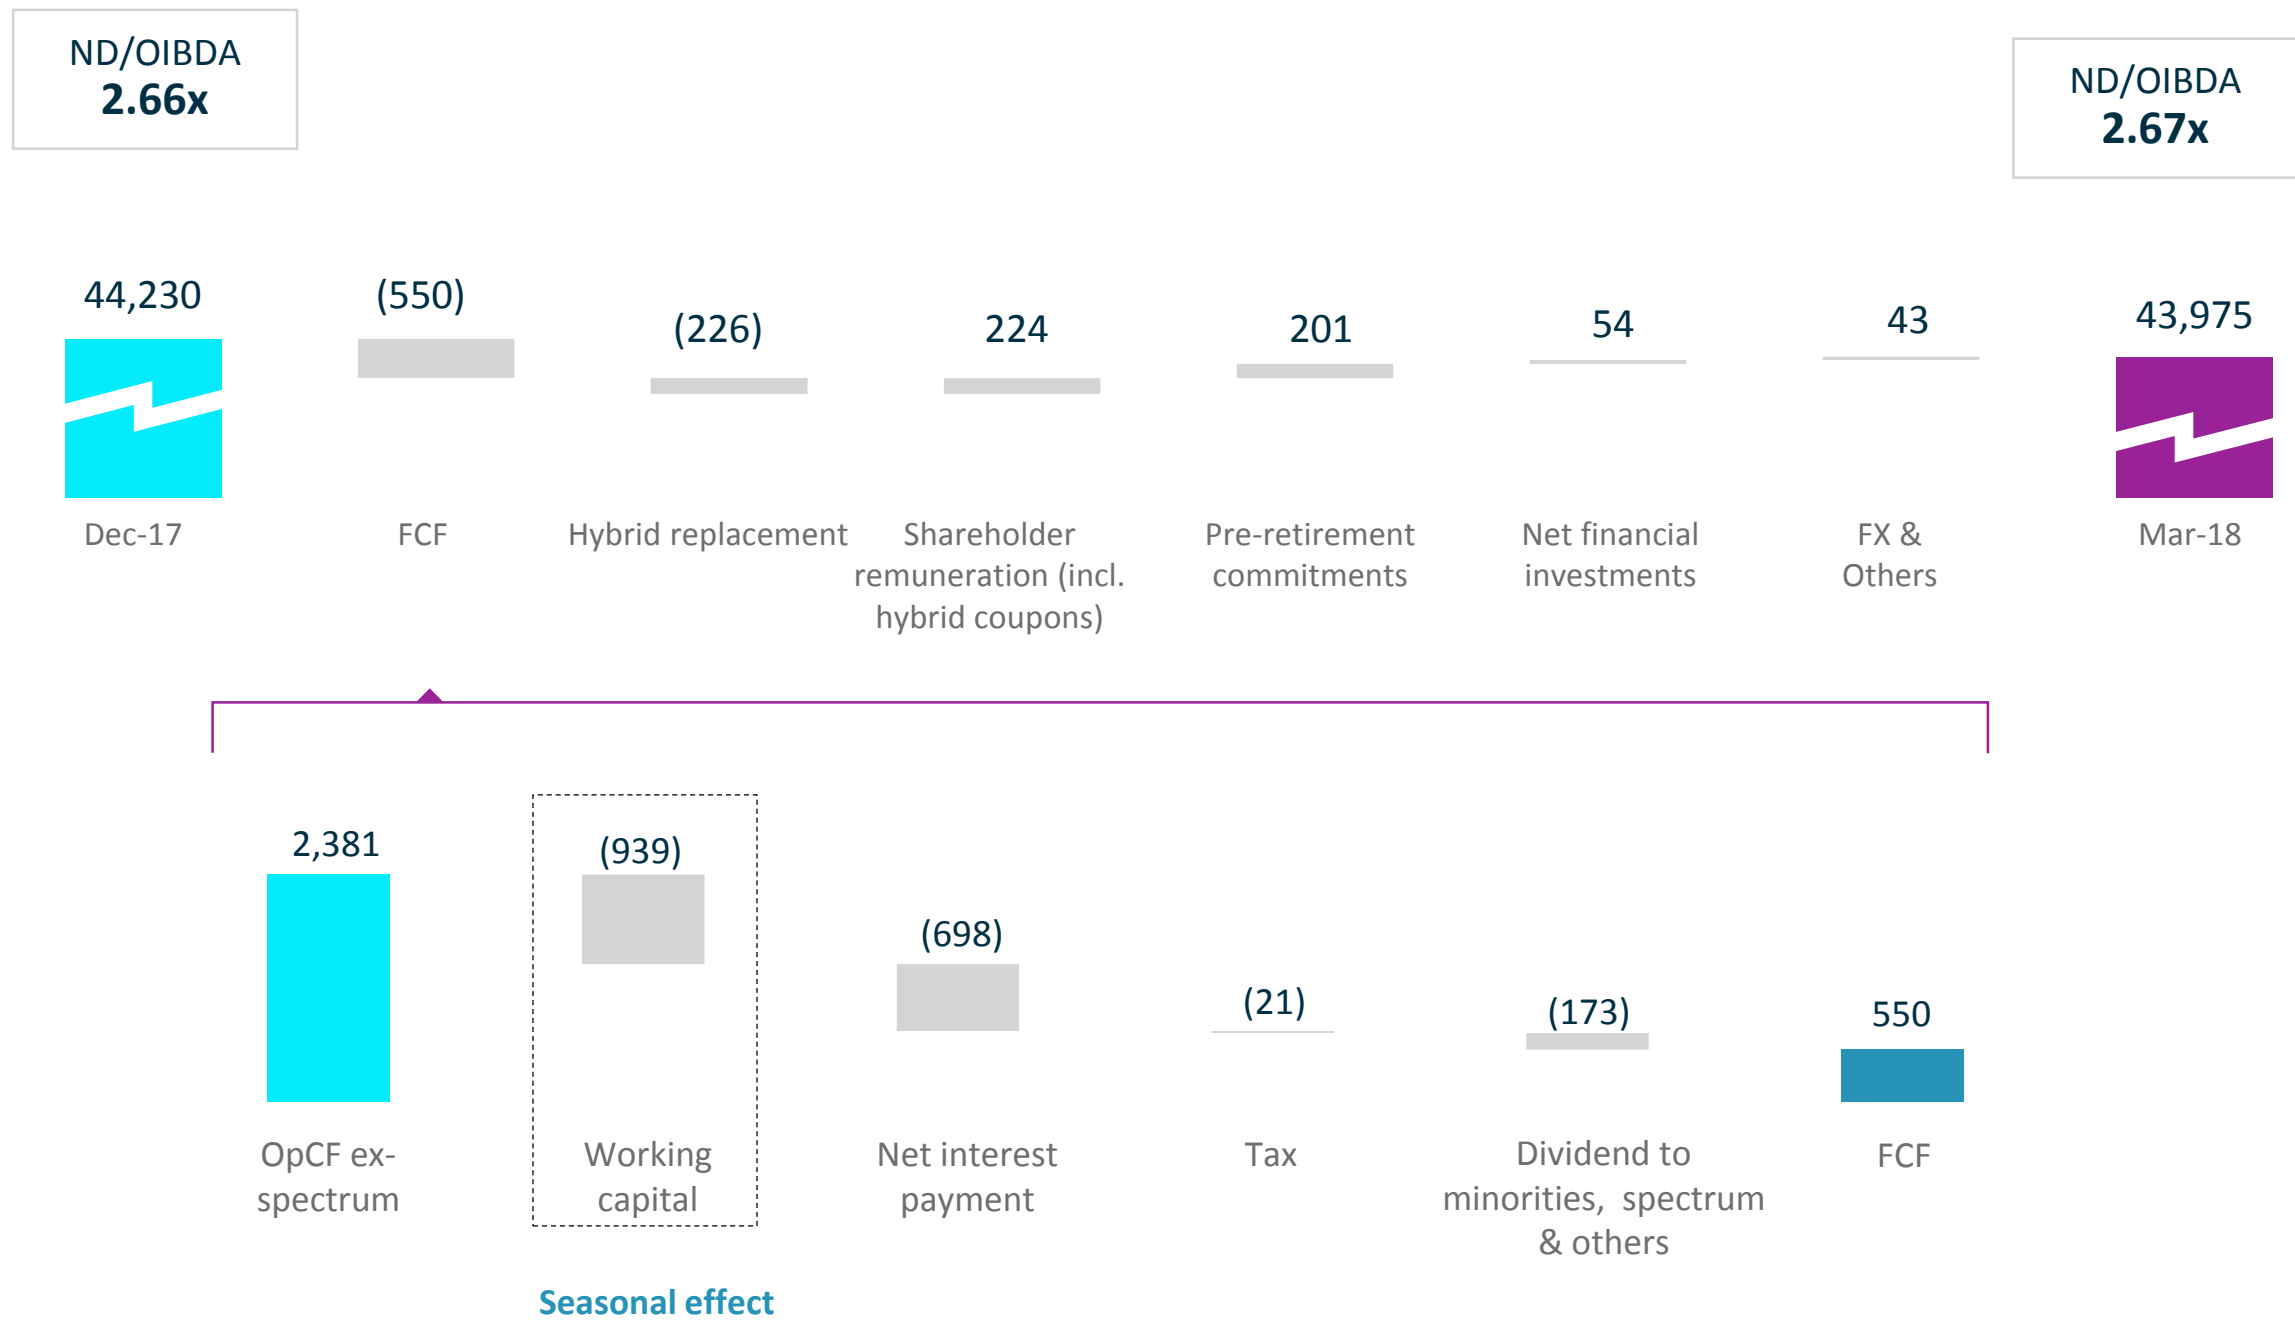 ND/OIBDA
2.66x
ND/OIBDA
2.67x
44,230
(550)
(226)
224
201
54
43
43,975
Dec-17
FCF
Hybrid replacement
Shareholder
remuneration (incl.
hybrid coupons)
Pre-retirement
commitments
Net financial
investments
FX &
Others
Mar-18
2,381
(939)
(698)
(21)
(173)
550
OpCF ex-
spectrum
Working
capital
Net interest
payment
Tax
Dividend to
minorities, spectrum
& others
FCF
Seasonal effect